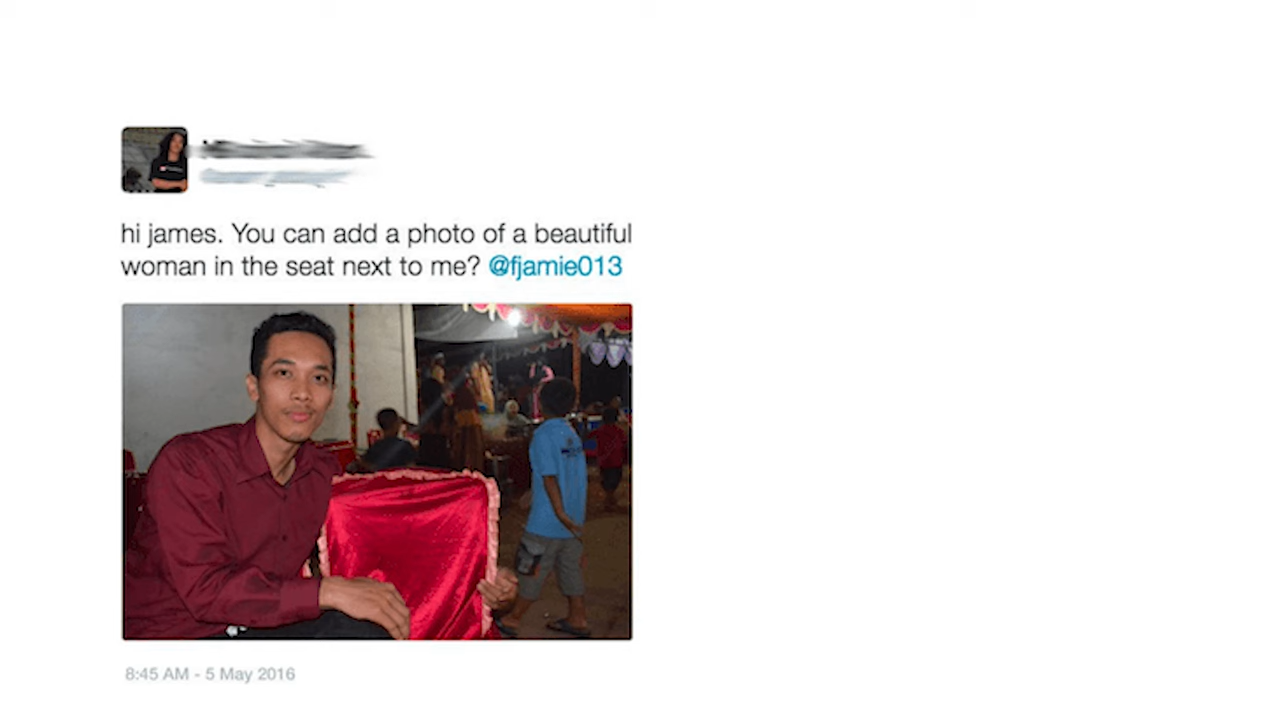 hi james. You can add a photo of a beautiful
woman in the seat next to me? @fjamie013
8:45 AM - 5 May 2016